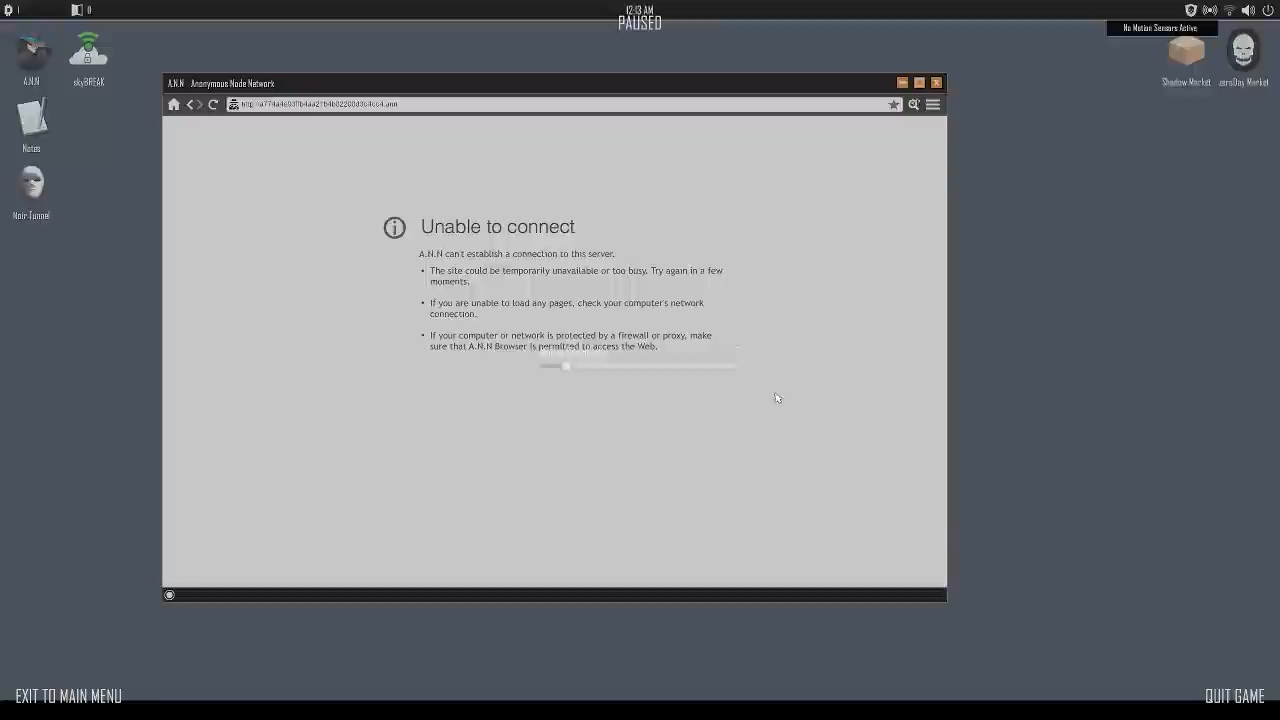 1
0
12:13 AM
PAUSED
No Motion Sensors Active
A.N.N
skyBREAK
Shadow Market
zeroDay Market
Notes
Noir Tunnel
A.N.N - Anonymous Node Network
Unable to connect
A.N.N can't establish a connection to this server.
• The site could be temporarily unavailable or too busy. Try again in a few
moments.
• If you are unable to load any pages, check your computer's network
connection.
• If your computer or network is protected by a firewall or proxy, make
sure that A.N.N Browser is permitted to access the Web.
EXIT TO MAIN MENU
QUIT GAME